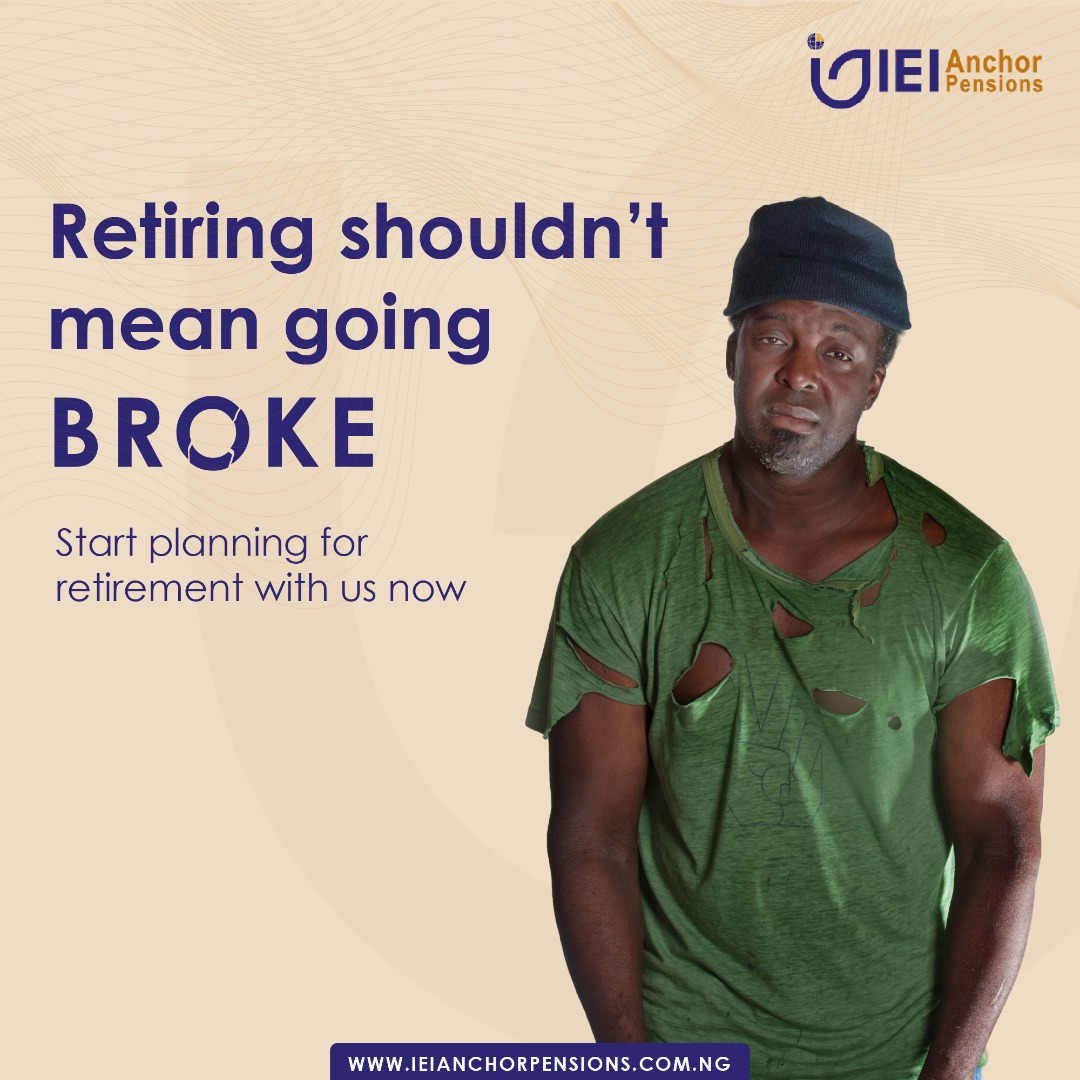 IEI Anchor
Pensions
Retiring shouldn’t
mean going
BROKE
Start planning for
retirement with us now
WWW.IEIANCHORPENSIONS.COM.NG